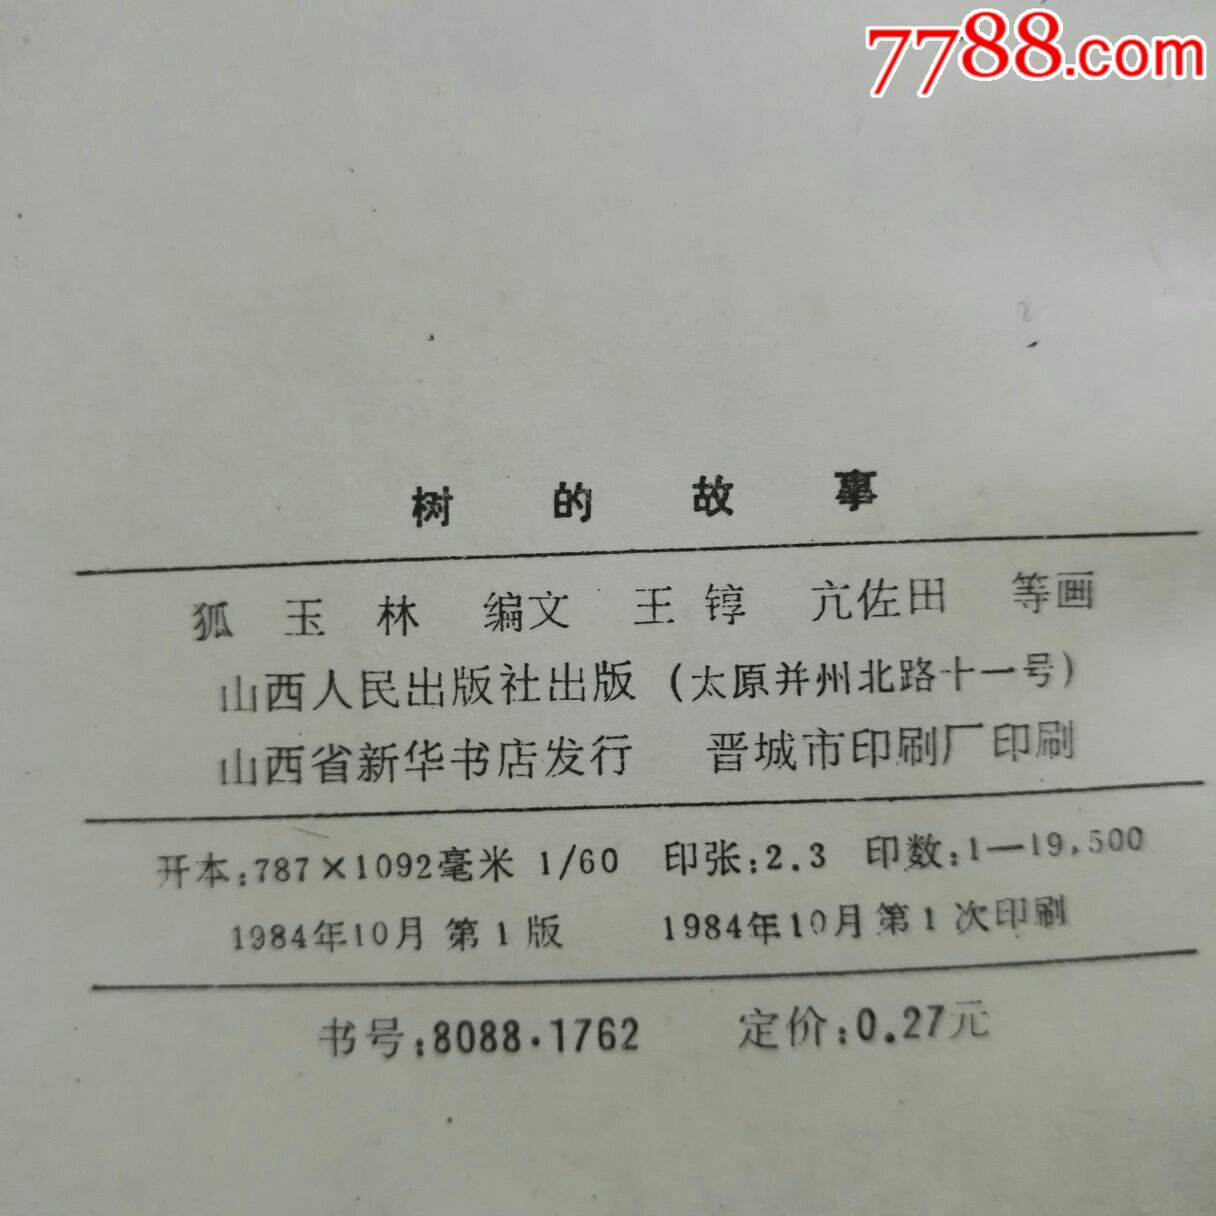 7788.com
树的故事
狐玉林 编文 王錞 亢佐田 等画
山西人民出版社出版 (太原并州北路十一号)
山西省新华书店发行 晋城市印刷厂印刷
开本:787×1092毫米 1/60 印张:2.3 印数:1—19,500
1984年10月第1版 1984年10月第1次印刷
书号:8088·1762 定价:0.27元